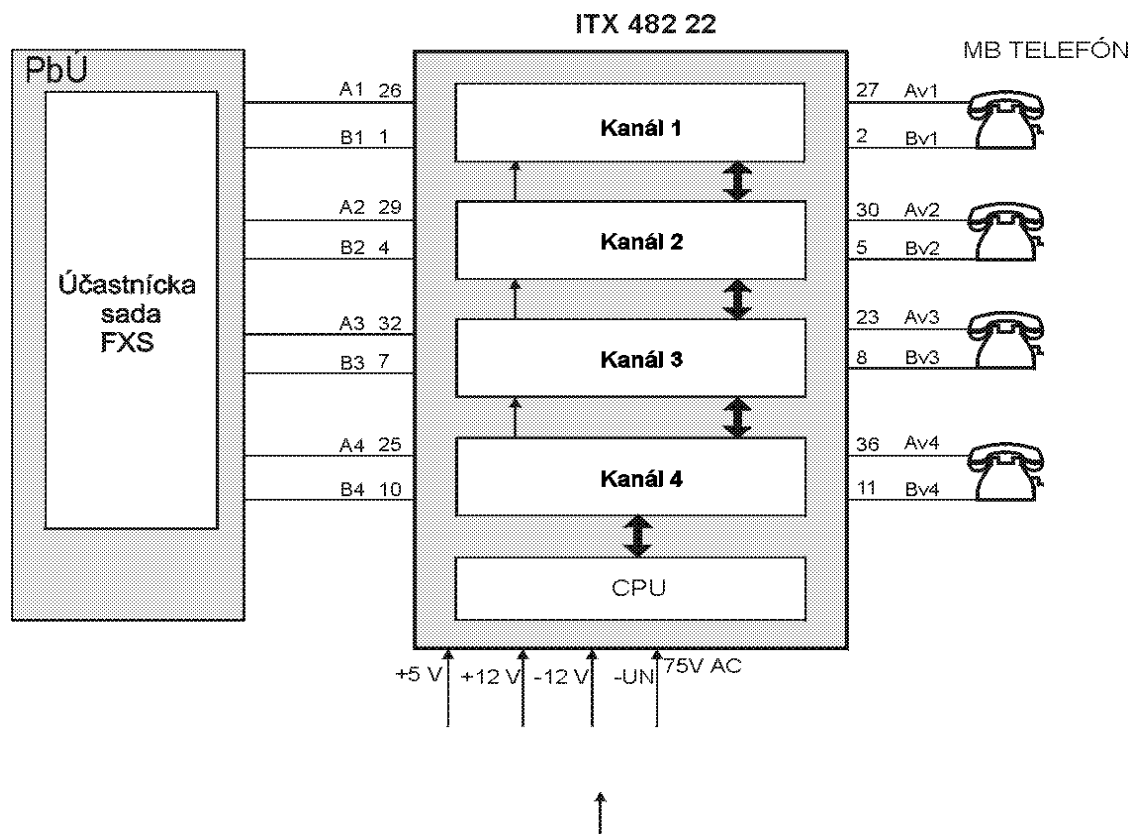 ITX 482 22
MB TELEFÓN
PbÚ
Účastnícka
sada
FXS
A1 26
B1 1
A2 29
B2 4
A3 32
B3 7
A4 25
B4 10
Kanál 1
Kanál 2
Kanál 3
Kanál 4
CPU
27 Av1
2 Bv1
30 Av2
5 Bv2
23 Av3
8 Bv3
36 Av4
11 Bv4
+5 V
+12 V
-12 V
-UN
75V AC